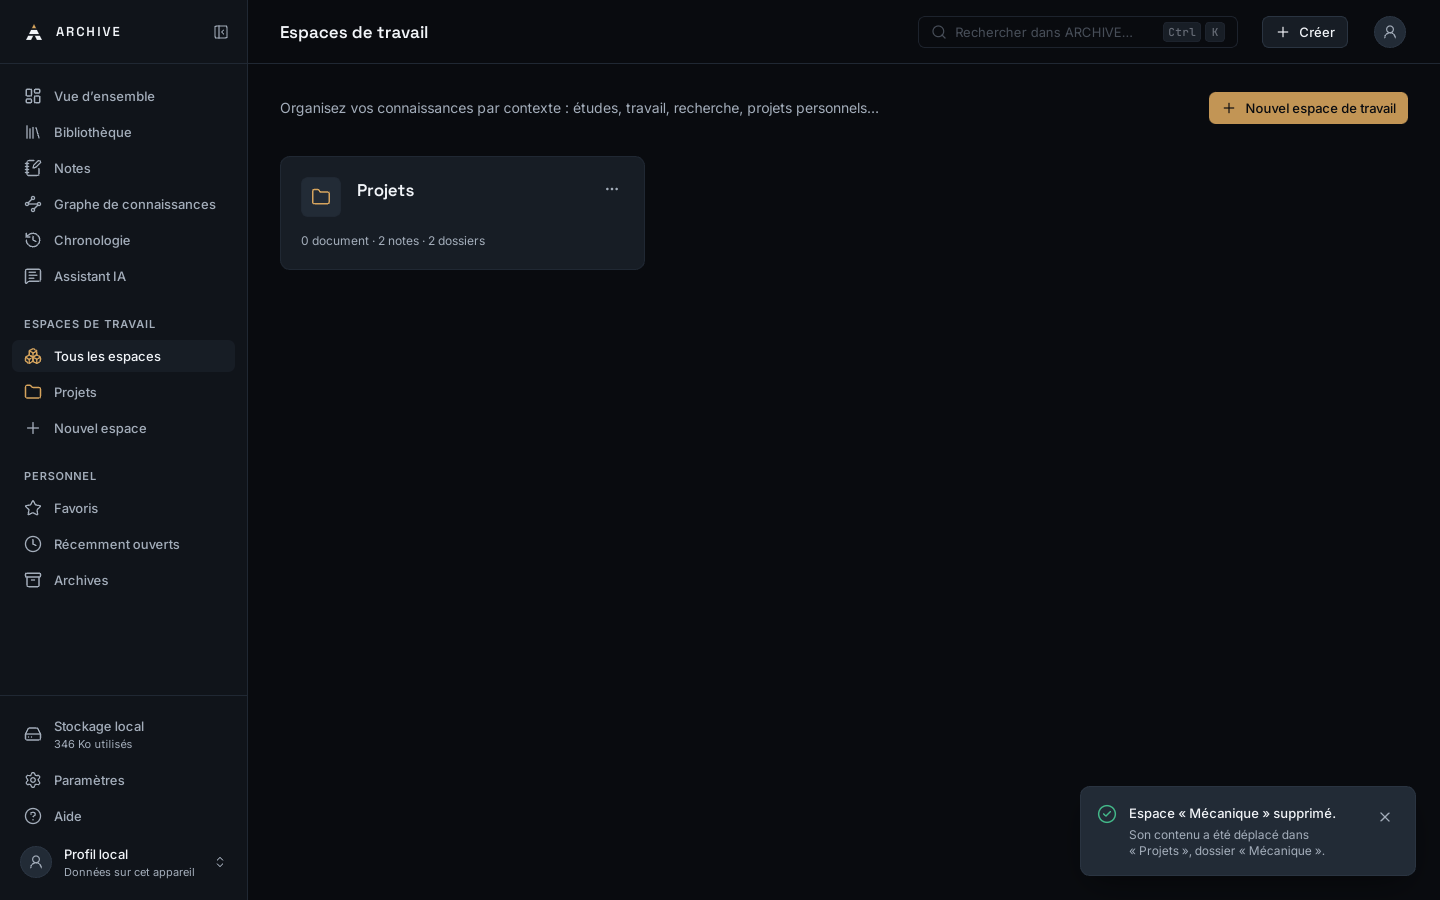 ARCHIVE
Espaces de travail
Rechercher dans ARCHIVE...
Ctrl
K
Créer
Vue d’ensemble
Bibliothèque
Notes
Graphe de connaissances
Chronologie
Assistant IA
ESPACES DE TRAVAIL
Tous les espaces
Projets
Nouvel espace
PERSONNEL
Favoris
Récemment ouverts
Archives
Stockage local
346 Ko utilisés
Paramètres
Aide
Profil local
Données sur cet appareil
Organisez vos connaissances par contexte : études, travail, recherche, projets personnels…
Nouvel espace de travail
Projets
0 document · 2 notes · 2 dossiers
Espace « Mécanique » supprimé.
Son contenu a été déplacé dans
« Projets », dossier « Mécanique ».